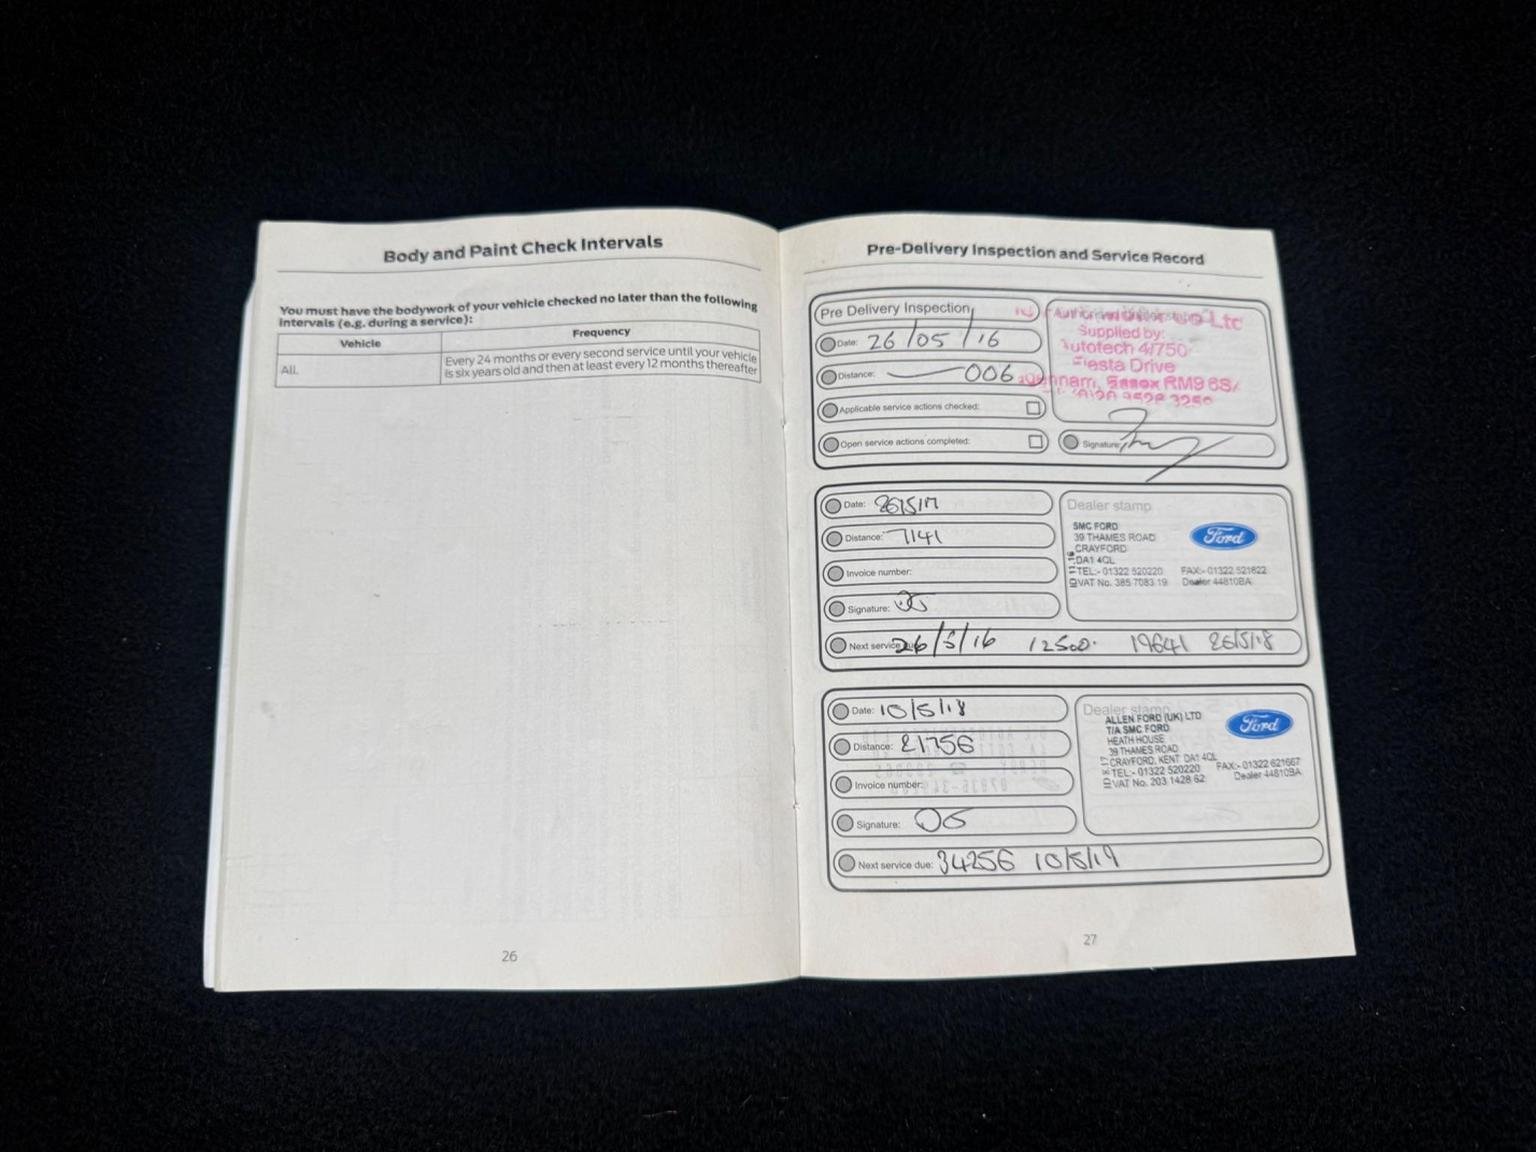 Body and Paint Check Intervals
You must have the bodywork of your vehicle checked no later than the following
intervals (e.g. during a service):
Vehicle Frequency
All Every 24 months or every second service until your vehicle
is six years old and then at least every 12 months thereafter
26
Pre-Delivery Inspection and Service Record
Pre Delivery Inspection
Date: 26/05/16
Distance: 006
Applicable service actions checked:
Open service actions completed:
Ltd
Supplied by:
Autotech 4/750
Fiesta Drive
Essex RM9 6S
Signature:
Date: 26/5/17
Distance: 7141
Invoice number:
Signature:
Next service 26/5/16 12500. 19641 26/5/18
Dealer stamp
SMC FORD
39 THAMES ROAD
CRAYFORD
DA1 4QL
TEL:- 01322 520220 FAX:- 01322 521622
VAT No. 385 7083 19 Dealer 44810BA
Ford
Date: 10/5/18
Distance: 21756
Invoice number:
Signature:
Next service due: 34256 10/5/19
Dealer stamp
ALLEN FORD (UK) LTD
T/A SMC FORD
HEATH HOUSE
39 THAMES ROAD
CRAYFORD, KENT DA1 4QL
TEL:- 01322 520220 FAX:- 01322 621667
VAT No. 203 1428 62 Dealer 44810BA
Ford
27